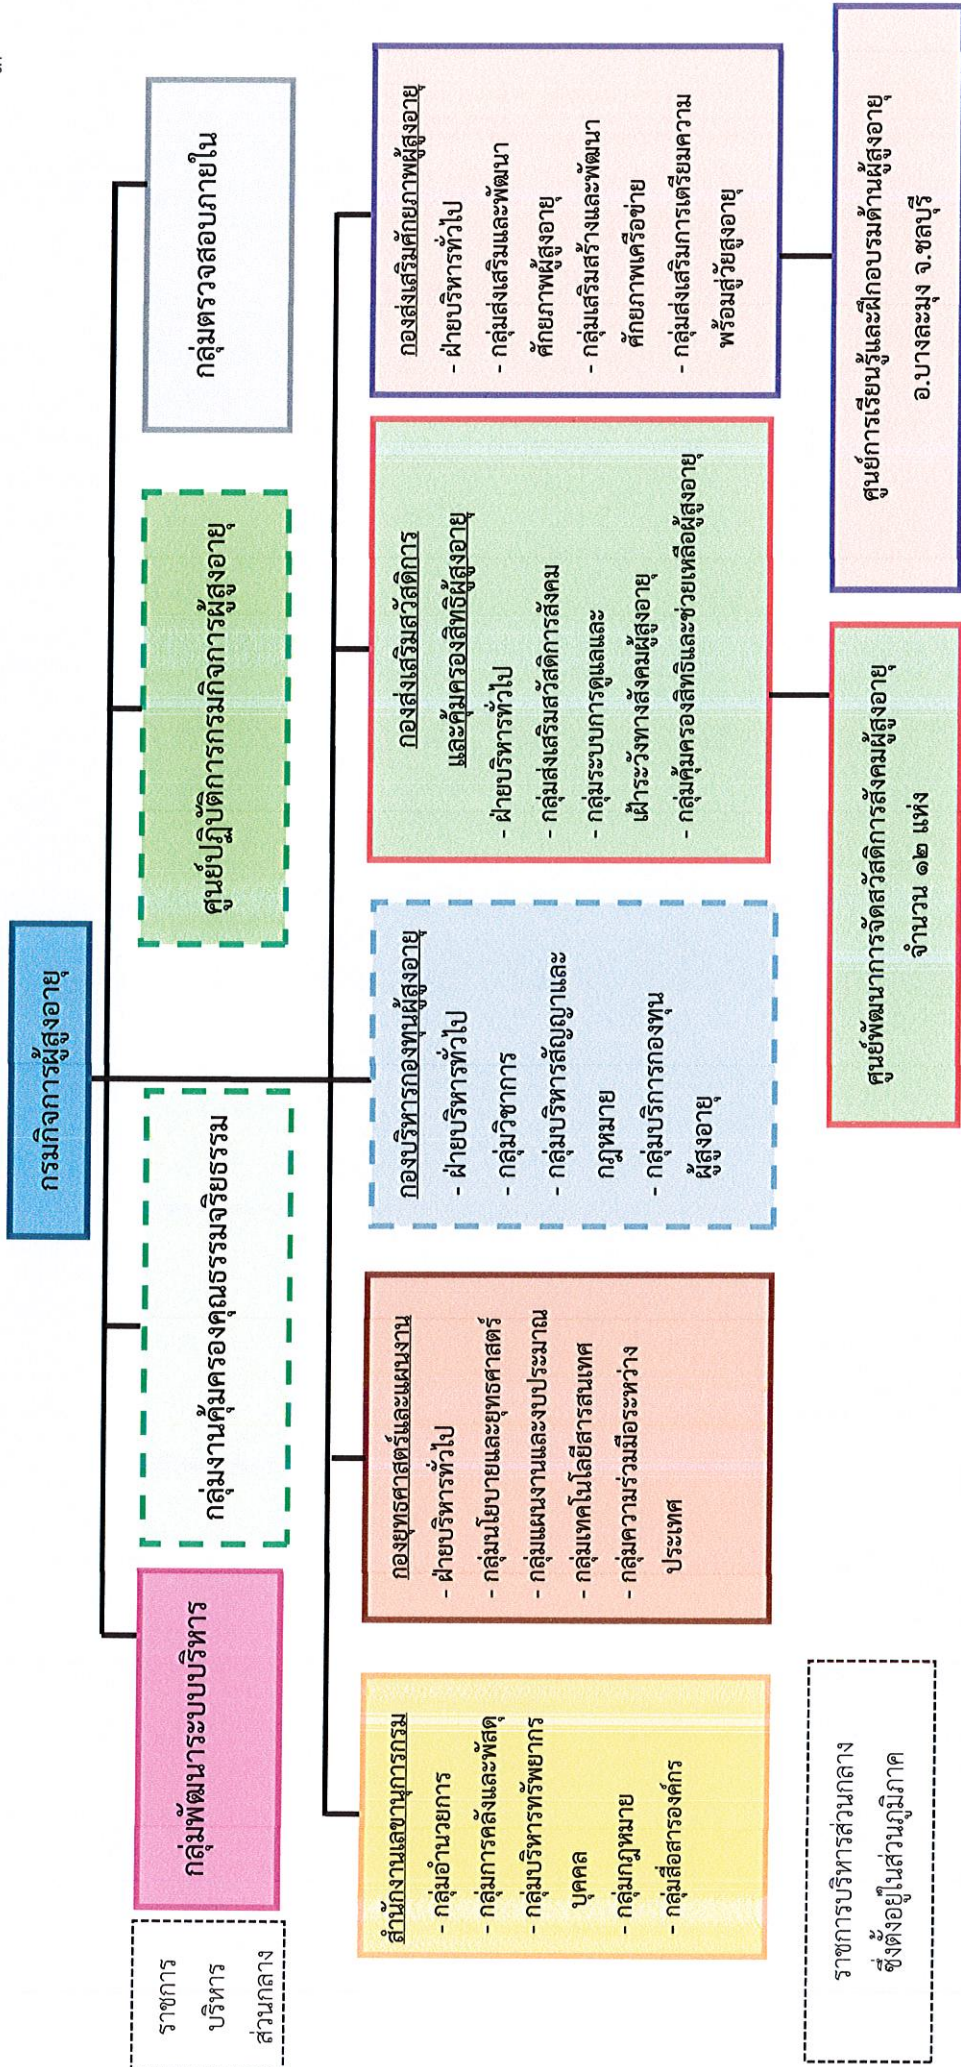 กรมกิจการผู้สูงอายุ
ราชการ
บริหาร
ส่วนกลาง
กลุ่มพัฒนาระบบบริหาร
กลุ่มงานคุ้มครองคุณธรรมจริยธรรม
ศูนย์ปฏิบัติการกรมกิจการผู้สูงอายุ
กลุ่มตรวจสอบภายใน
สำนักงานเลขานุการกรม
- กลุ่มอำนวยการ
- กลุ่มการคลังและพัสดุ
- กลุ่มบริหารทรัพยากร
บุคคล
- กลุ่มกฎหมาย
- กลุ่มสื่อสารองค์กร
กองยุทธศาสตร์และแผนงาน
- ฝ่ายบริหารทั่วไป
- กลุ่มนโยบายและยุทธศาสตร์
- กลุ่มแผนงานและงบประมาณ
- กลุ่มเทคโนโลยีสารสนเทศ
- กลุ่มความร่วมมือระหว่าง
ประเทศ
กองบริหารกองทุนผู้สูงอายุ
- ฝ่ายบริหารทั่วไป
- กลุ่มวิชาการ
- กลุ่มบริหารสัญญาและ
กฎหมาย
- กลุ่มบริการกองทุน
ผู้สูงอายุ
กองส่งเสริมสวัสดิการ
และคุ้มครองสิทธิผู้สูงอายุ
- ฝ่ายบริหารทั่วไป
- กลุ่มส่งเสริมสวัสดิการสังคม
- กลุ่มระบบการดูแลและ
เฝ้าระวังทางสังคมผู้สูงอายุ
- กลุ่มคุ้มครองสิทธิและช่วยเหลือผู้สูงอายุ
กองส่งเสริมศักยภาพผู้สูงอายุ
- ฝ่ายบริหารทั่วไป
- กลุ่มส่งเสริมและพัฒนา
ศักยภาพผู้สูงอายุ
- กลุ่มเสริมสร้างและพัฒนา
ศักยภาพเครือข่าย
- กลุ่มส่งเสริมการเตรียมความ
พร้อมสู่วัยสูงอายุ
ราชการบริหารส่วนกลาง
ซึ่งตั้งอยู่ในส่วนภูมิภาค
ศูนย์พัฒนาการจัดสวัสดิการสังคมผู้สูงอายุ
จำนวน ๑๒ แห่ง
ศูนย์การเรียนรู้และฝึกอบรมด้านผู้สูงอายุ
อ.บางละมุง จ.ชลบุรี